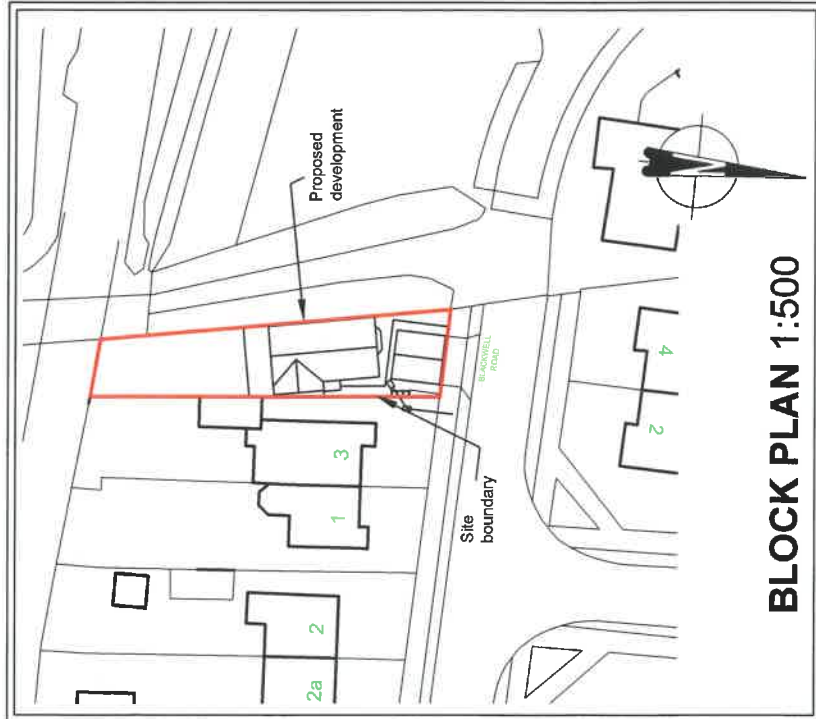 Proposed
development
BLACKWELL
ROAD
Site
boundary
3
1
2
2a
4
2
N
BLOCK PLAN 1:500